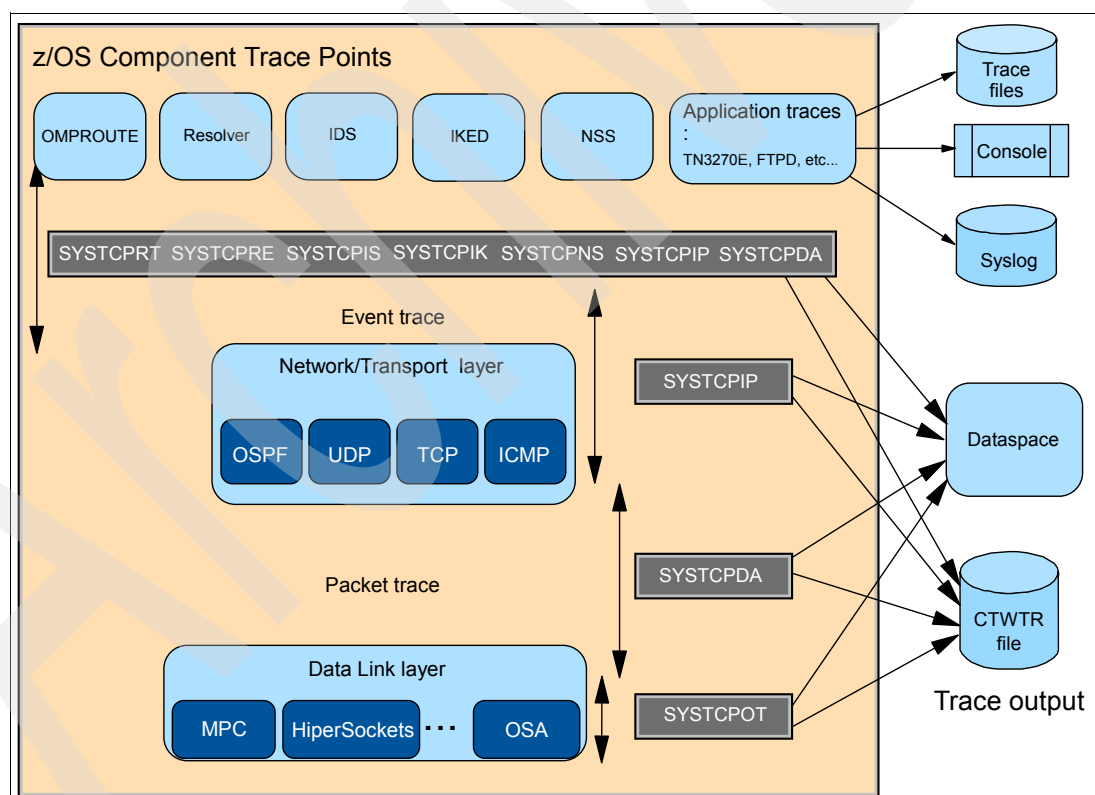 z/OS Component Trace Points
OMPROUTE
Resolver
IDS
IKED
NSS
Application traces
:
TN3270E, FTPD, etc...
Trace
files
Console
Syslog
SYSTCPRT SYSTCPRE SYSTCPIS SYSTCPIK SYSTCPNS SYSTCPIP SYSTCPDA
Event trace
Network/Transport layer
OSPF
UDP
TCP
ICMP
SYSTCPIP
Dataspace
Packet trace
SYSTCPDA
CTWTR
file
Data Link layer
MPC
HiperSockets
...
OSA
SYSTCPOT
Trace output